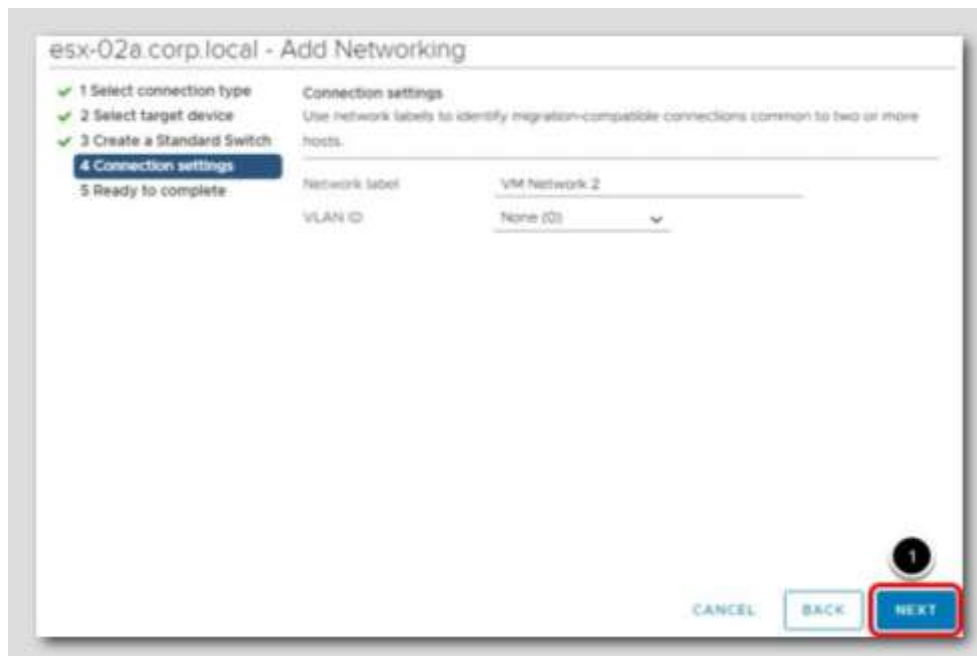 esx-02a.corp.local - Add Networking
✓ 1 Select connection type
✓ 2 Select target device
✓ 3 Create a Standard Switch
4 Connection settings
5 Ready to complete
Connection settings
Use network labels to identify migration-compatible connections common to two or more
hosts.
Network label VM Network 2
VLAN ID None (0)
1
CANCEL BACK NEXT